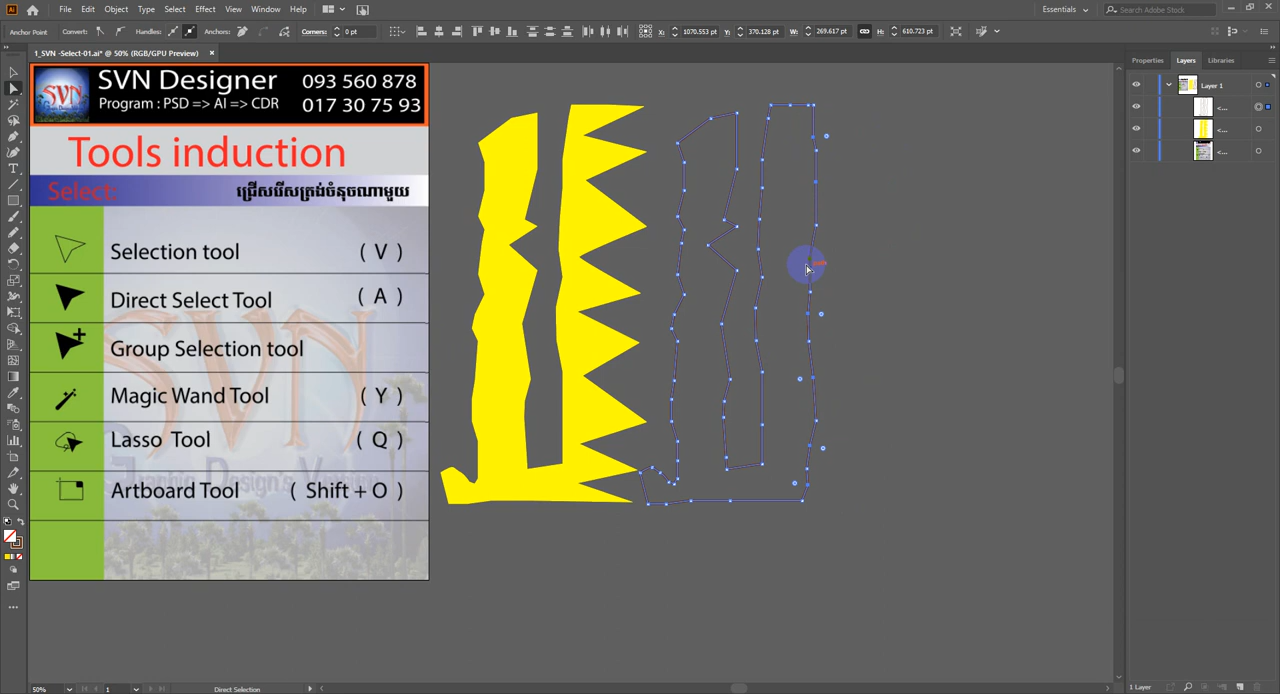 File Edit Object Type Select Effect View Window Help
Essentials
Search Adobe Stock
Anchor Point Convert: Handles: Anchors: Corners: 0 pt X: 1070.553 pt Y: 370.128 pt W: 269.617 pt H: 610.723 pt
1_SVN -Select-01.ai* @ 50% (RGB/GPU Preview) ×
Properties Layers Libraries
Layer 1
<...
<...
<...
SVN Designer 093 560 878
Program : PSD => AI => CDR 017 30 75 93
SVN
Tools induction
Select: ជ្រើសរើសត្រង់ចំនុចណាមួយ
Selection tool ( V )
Direct Select Tool ( A )
Group Selection tool
Magic Wand Tool ( Y )
Lasso Tool ( Q )
Artboard Tool ( Shift + O )
50% 1 Direct Selection
1 Layer